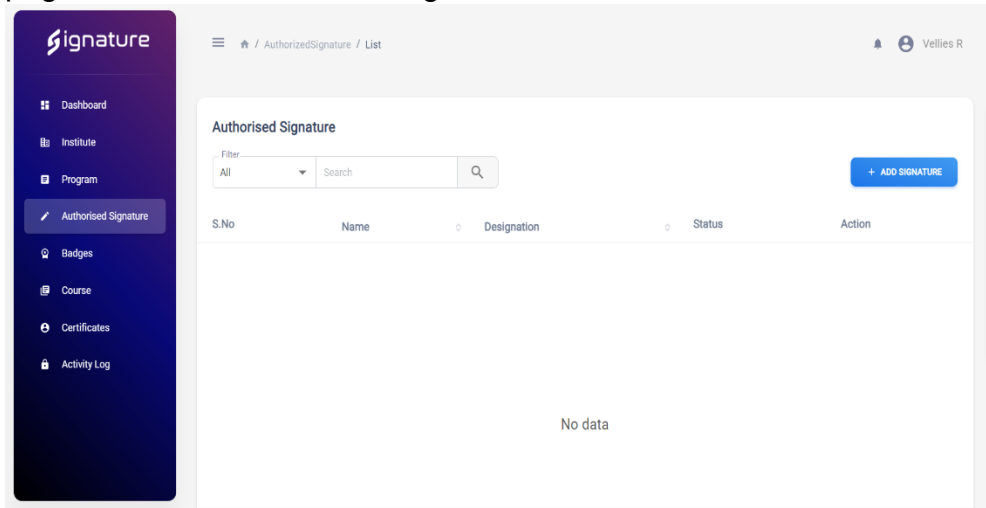 Signature
AuthorizedSignature / List
Vellies R
Dashboard
Institute
Program
Authorised Signature
Badges
Course
Certificates
Activity Log
Authorised Signature
Filter
All
Search
+ ADD SIGNATURE
S.No Name Designation Status Action
No data